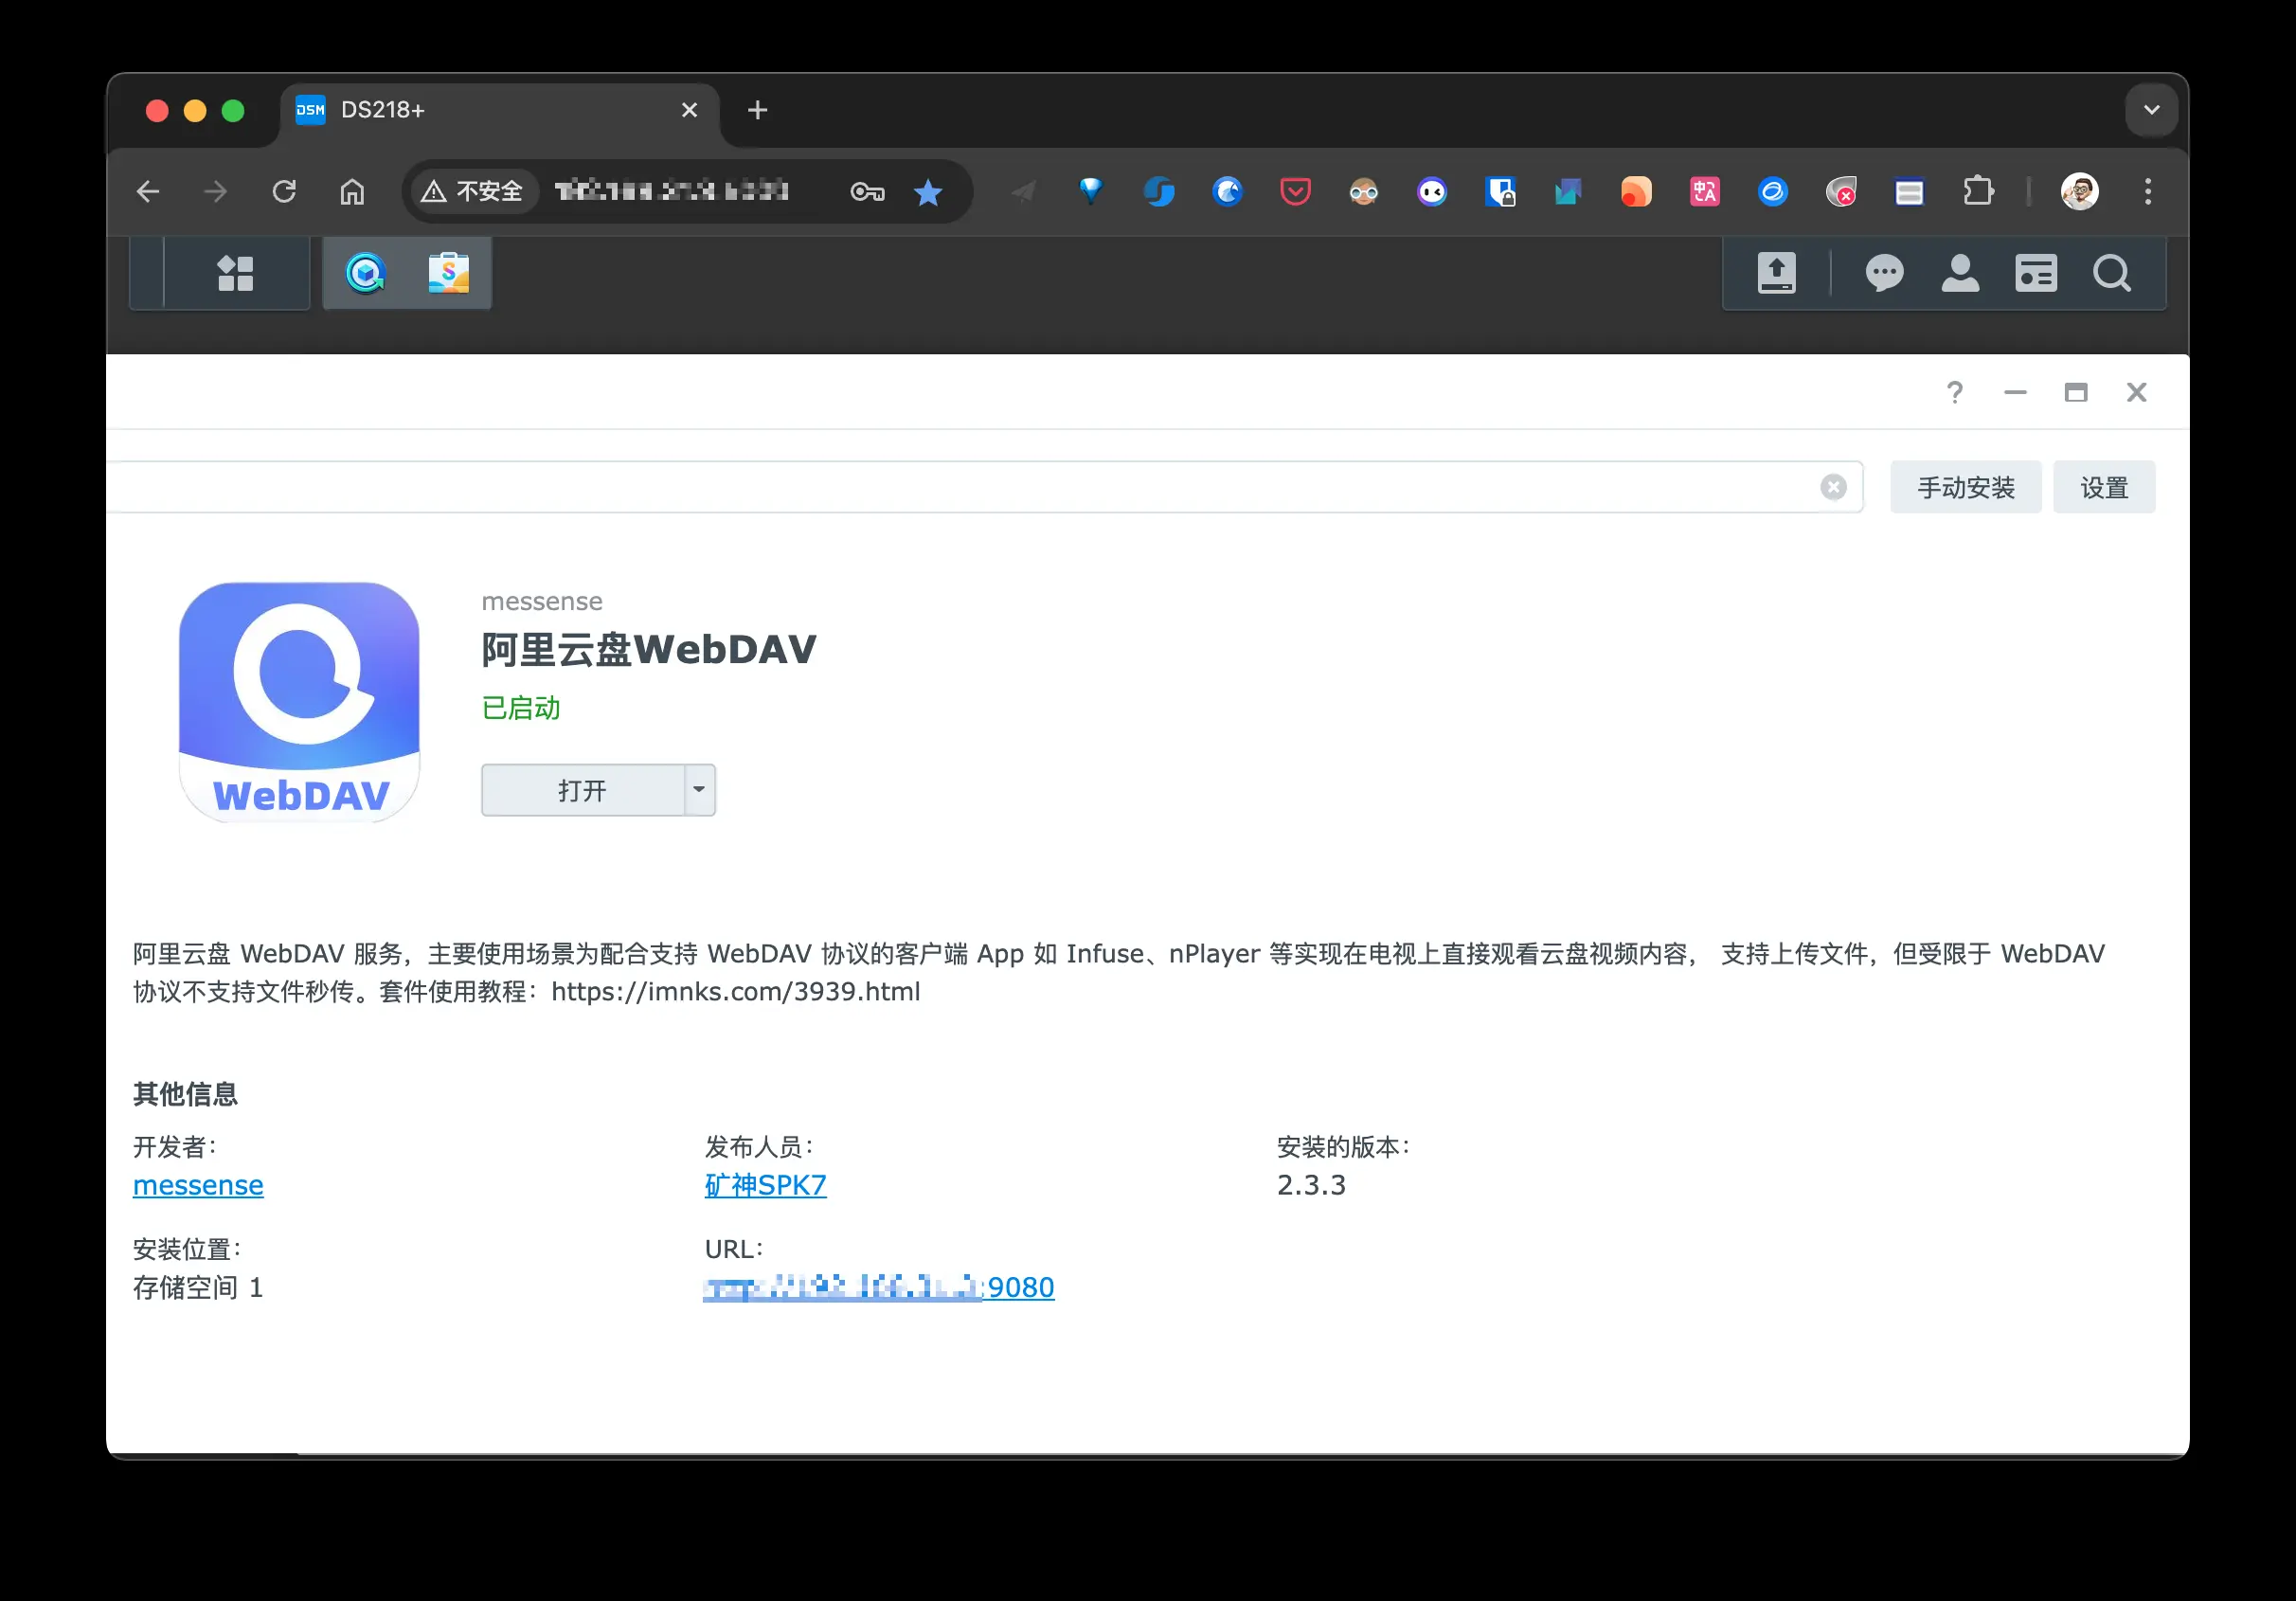 DSM DS218+
不安全
手动安装
设置
messense
阿里云盘WebDAV
已启动
WebDAV
打开
阿里云盘 WebDAV 服务，主要使用场景为配合支持 WebDAV 协议的客户端 App 如 Infuse、nPlayer 等实现在电视上直接观看云盘视频内容， 支持上传文件，但受限于 WebDAV
协议不支持文件秒传。套件使用教程：https://imnks.com/3939.html
其他信息
开发者：
messense
发布人员：
矿神SPK7
安装的版本：
2.3.3
安装位置：
存储空间 1
URL：
:9080